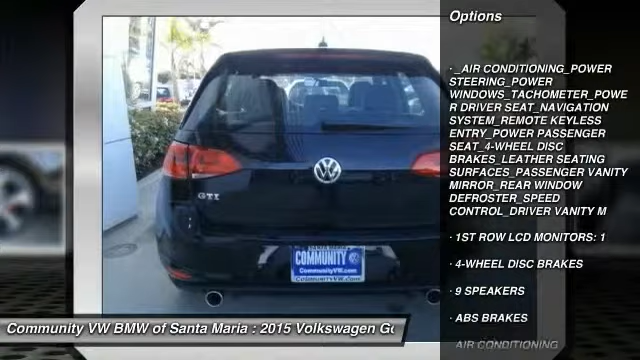 Options
· _AIR CONDITIONING_POWER
STEERING_POWER
WINDOWS_TACHOMETER_POWE
R DRIVER SEAT_NAVIGATION
SYSTEM_REMOTE KEYLESS
ENTRY_POWER PASSENGER
SEAT_4-WHEEL DISC
BRAKES_LEATHER SEATING
SURFACES_PASSENGER VANITY
MIRROR_REAR WINDOW
DEFROSTER_SPEED
CONTROL_DRIVER VANITY M
· 1ST ROW LCD MONITORS: 1
· 4-WHEEL DISC BRAKES
· 9 SPEAKERS
· ABS BRAKES
· AIR CONDITIONING
GTI
COMMUNITY
CommunityVW.com
Community VW BMW of Santa Maria : 2015 Volkswagen Go